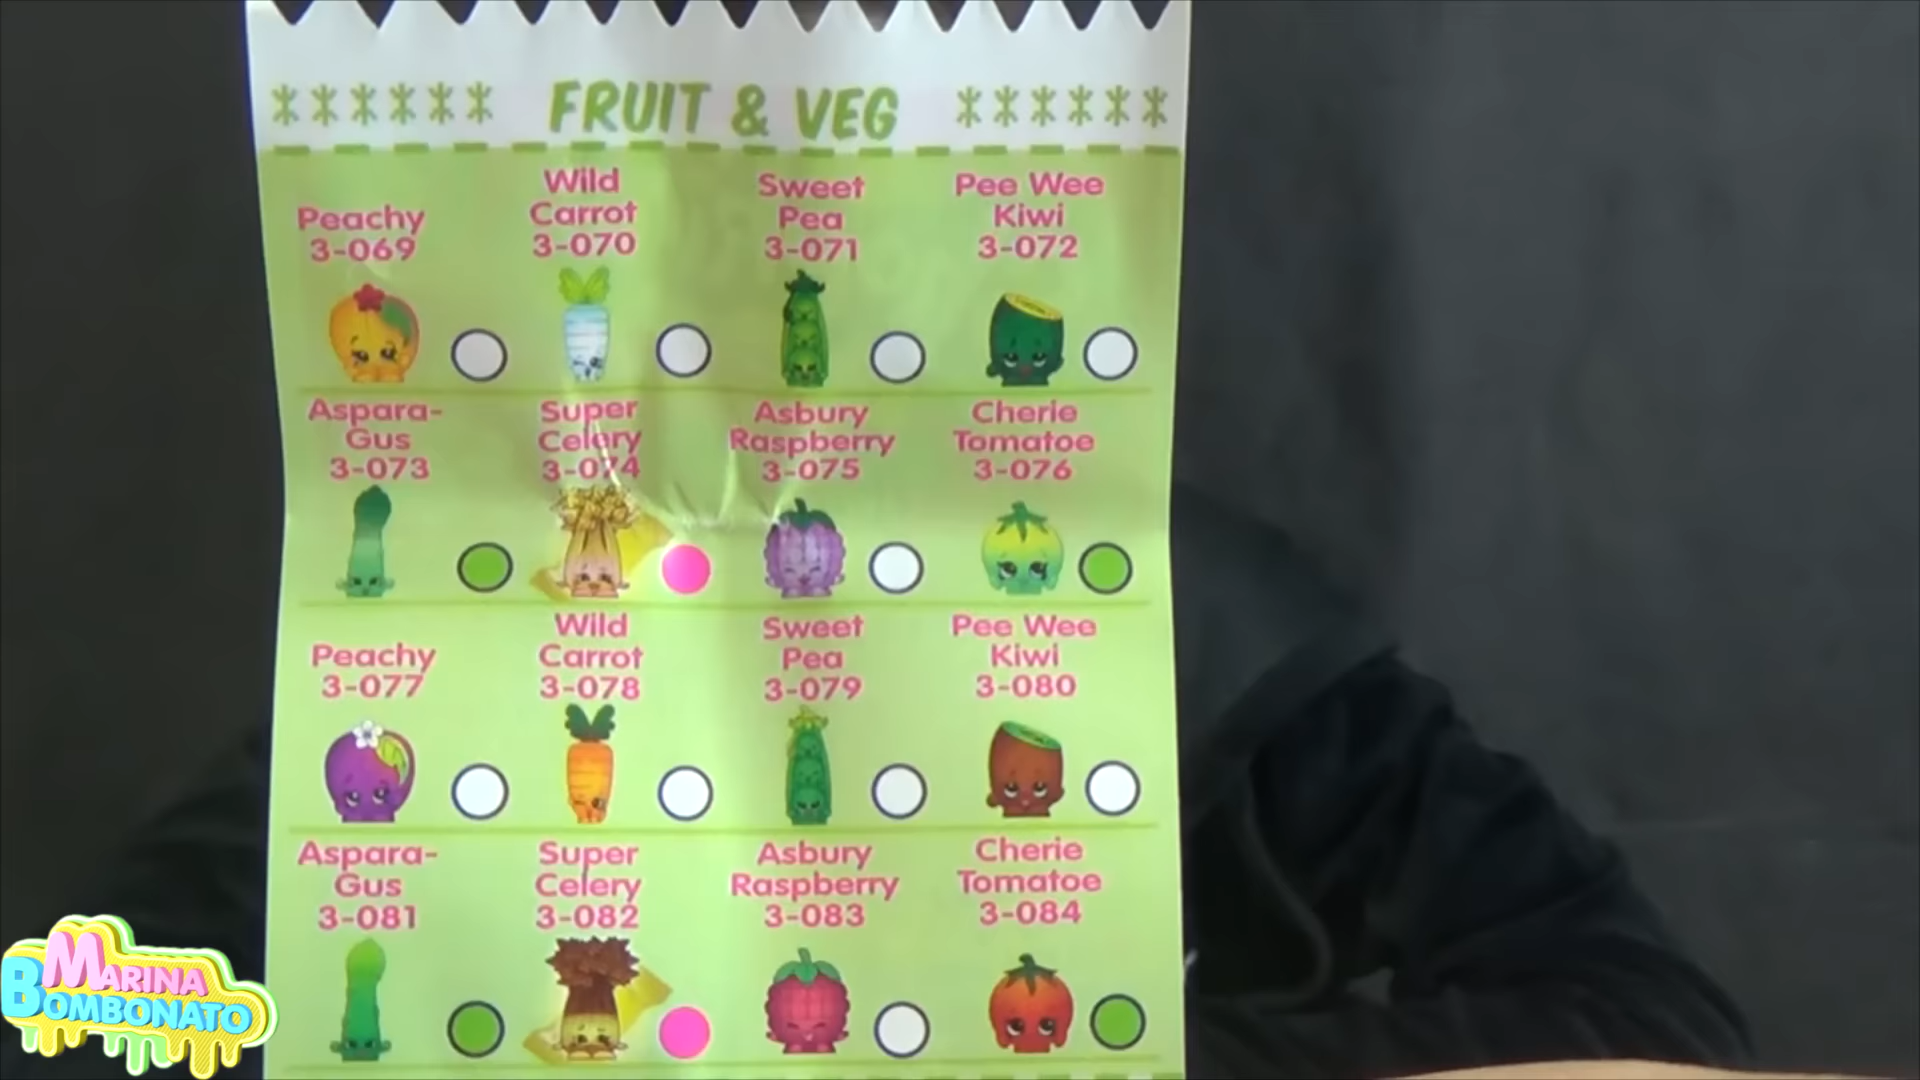 FRUIT & VEG
Peachy
3-069
Wild
Carrot
3-070
Sweet
Pea
3-071
Pee Wee
Kiwi
3-072
Aspara-
Gus
3-073
Super
Celery
3-074
Asbury
Raspberry
3-075
Cherie
Tomatoe
3-076
Peachy
3-077
Wild
Carrot
3-078
Sweet
Pea
3-079
Pee Wee
Kiwi
3-080
Aspara-
Gus
3-081
Super
Celery
3-082
Asbury
Raspberry
3-083
Cherie
Tomatoe
3-084
MARINA
BOMBONATO